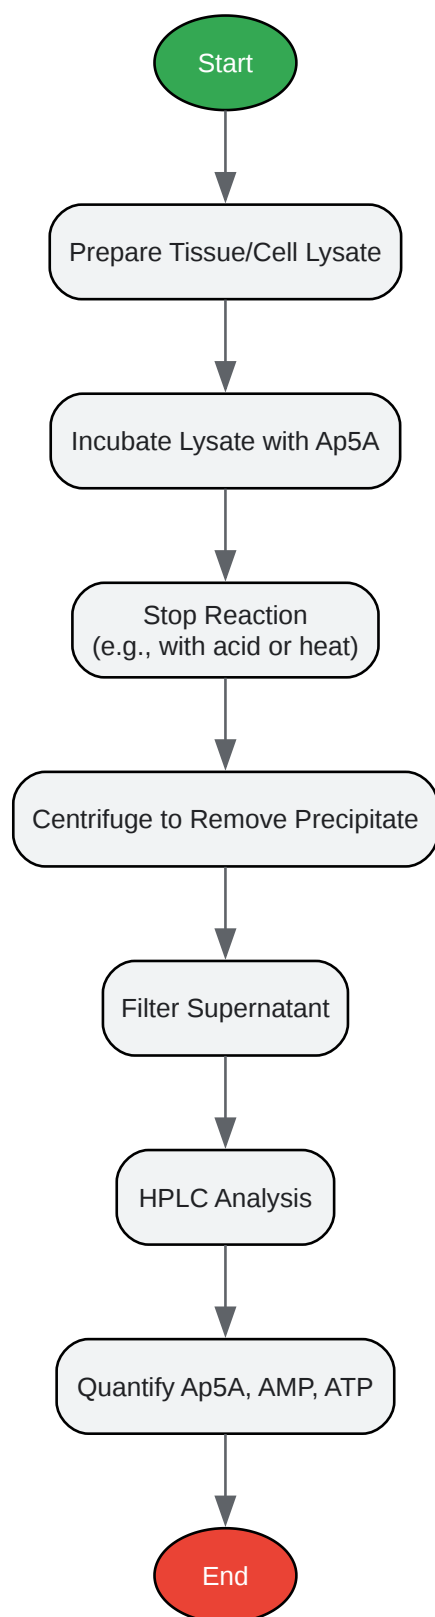 Start
Prepare Tissue/Cell Lysate
Incubate Lysate with Ap5A
Stop Reaction
(e.g., with acid or heat)
Centrifuge to Remove Precipitate
Filter Supernatant
HPLC Analysis
Quantify Ap5A, AMP, ATP
End